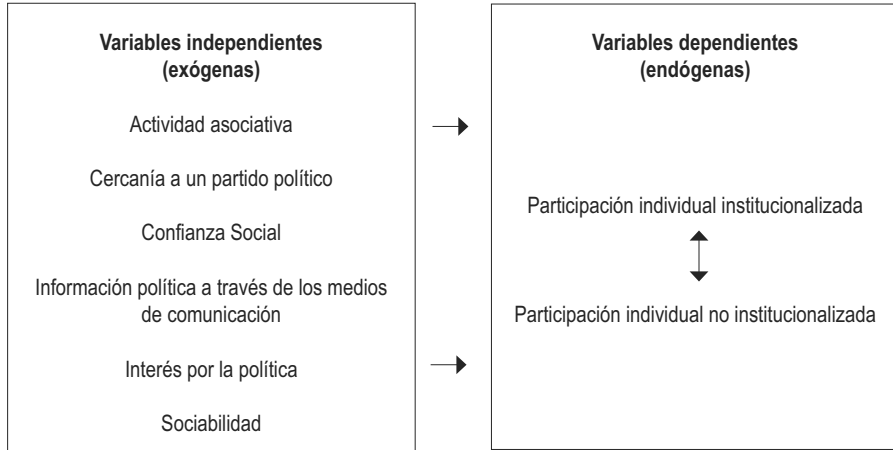 Variables independientes
(exógenas)
Actividad asociativa
Cercanía a un partido político
Confianza Social
Información política a través de los medios
de comunicación
Interés por la política
Sociabilidad
Variables dependientes
(endógenas)
Participación individual institucionalizada
Participación individual no institucionalizada